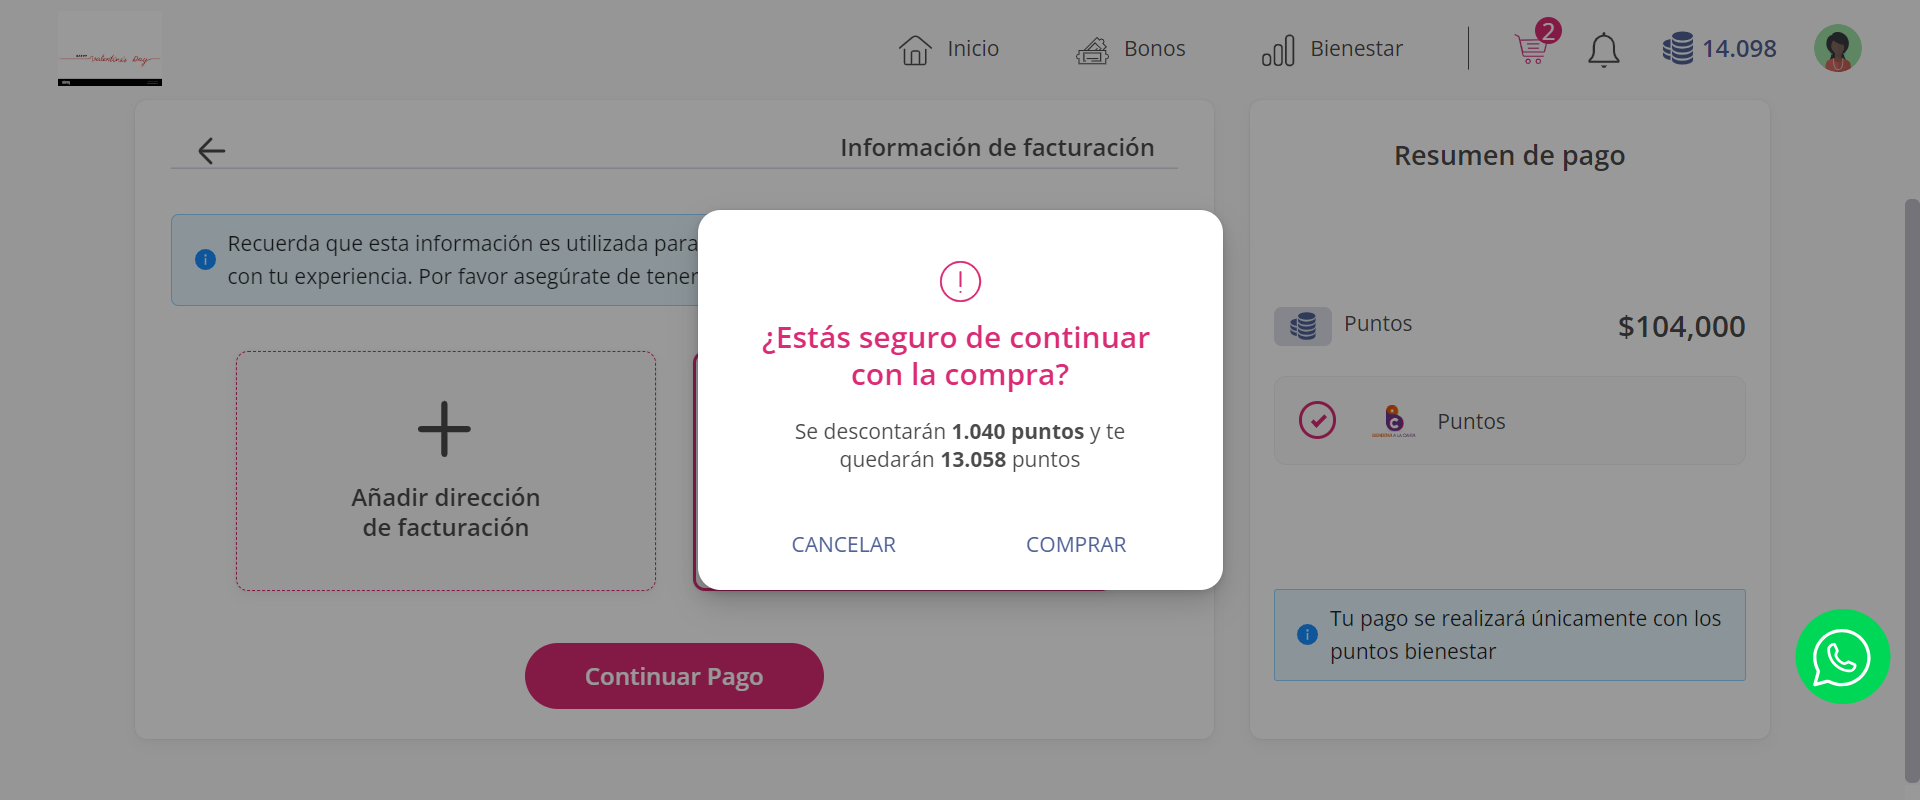 Valentine's Day
Inicio
Bonos
Bienestar
2
14.098
Información de facturación
Recuerda que esta información es utilizada para
con tu experiencia. Por favor asegúrate de tener
Añadir dirección
de facturación
Continuar Pago
¿Estás seguro de continuar
con la compra?
Se descontarán 1.040 puntos y te
quedarán 13.058 puntos
CANCELAR
COMPRAR
Resumen de pago
Puntos
$104,000
Puntos
Tu pago se realizará únicamente con los
puntos bienestar